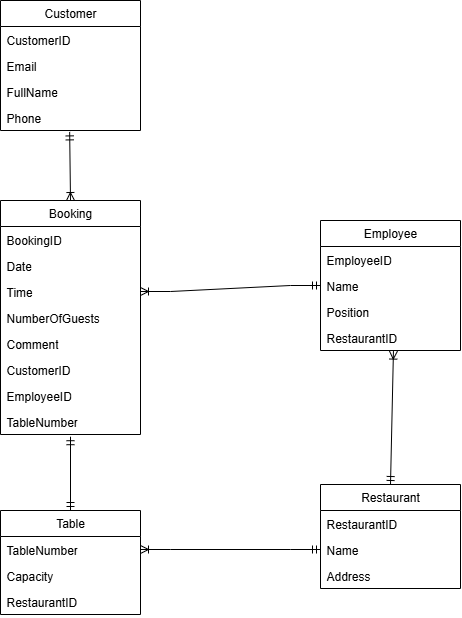 Customer
CustomerID
Email
FullName
Phone
Booking
BookingID
Date
Time
NumberOfGuests
Comment
CustomerID
EmployeeID
TableNumber
Employee
EmployeeID
Name
Position
RestaurantID
Table
TableNumber
Capacity
RestaurantID
Restaurant
RestaurantID
Name
Address